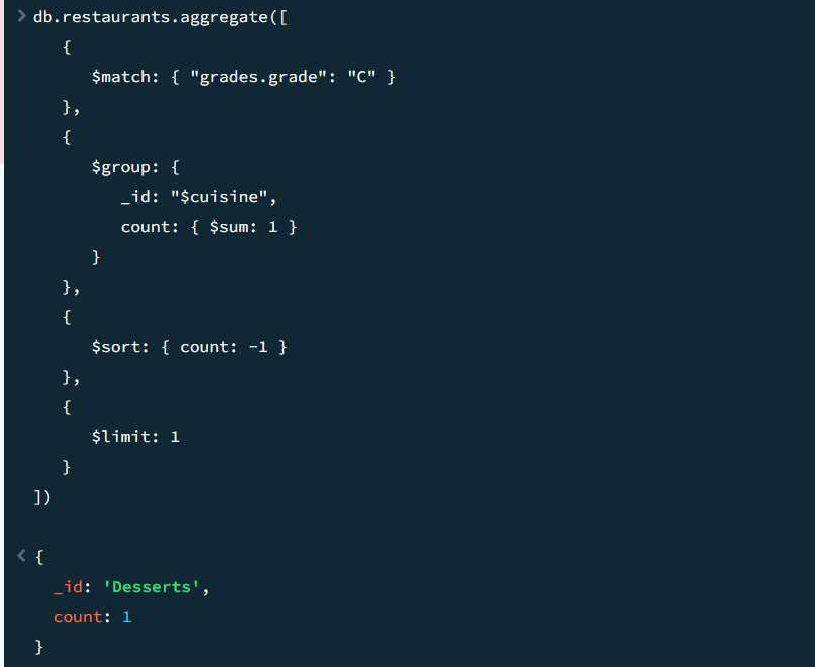 > db.restaurants.aggregate([
{
$match: { "grades.grade": "C" }
},
{
$group: {
_id: "$cuisine",
count: { $sum: 1 }
}
},
{
$sort: { count: -1 }
},
{
$limit: 1
}
])
< {
_id: 'Desserts',
count: 1
}